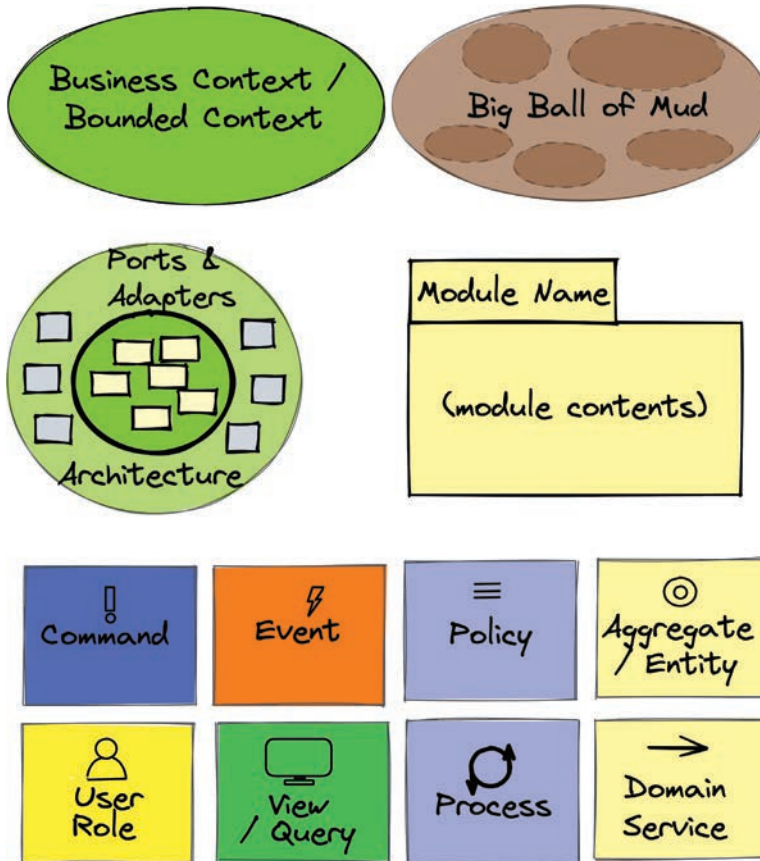 Business Context /
Bounded Context
Big Ball of Mud
Ports &
Adapters
Architecture
Module Name
(module contents)
Command
Event
Policy
Aggregate
/ Entity
User
Role
View
/ Query
Process
Domain
Service